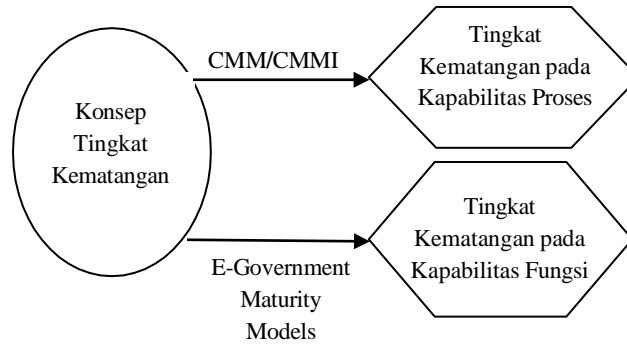 Konsep
Tingkat
Kematangan
CMM/CMMI
Tingkat
Kematangan pada
Kapabilitas Proses
E-Government
Maturity
Models
Tingkat
Kematangan pada
Kapabilitas Fungsi